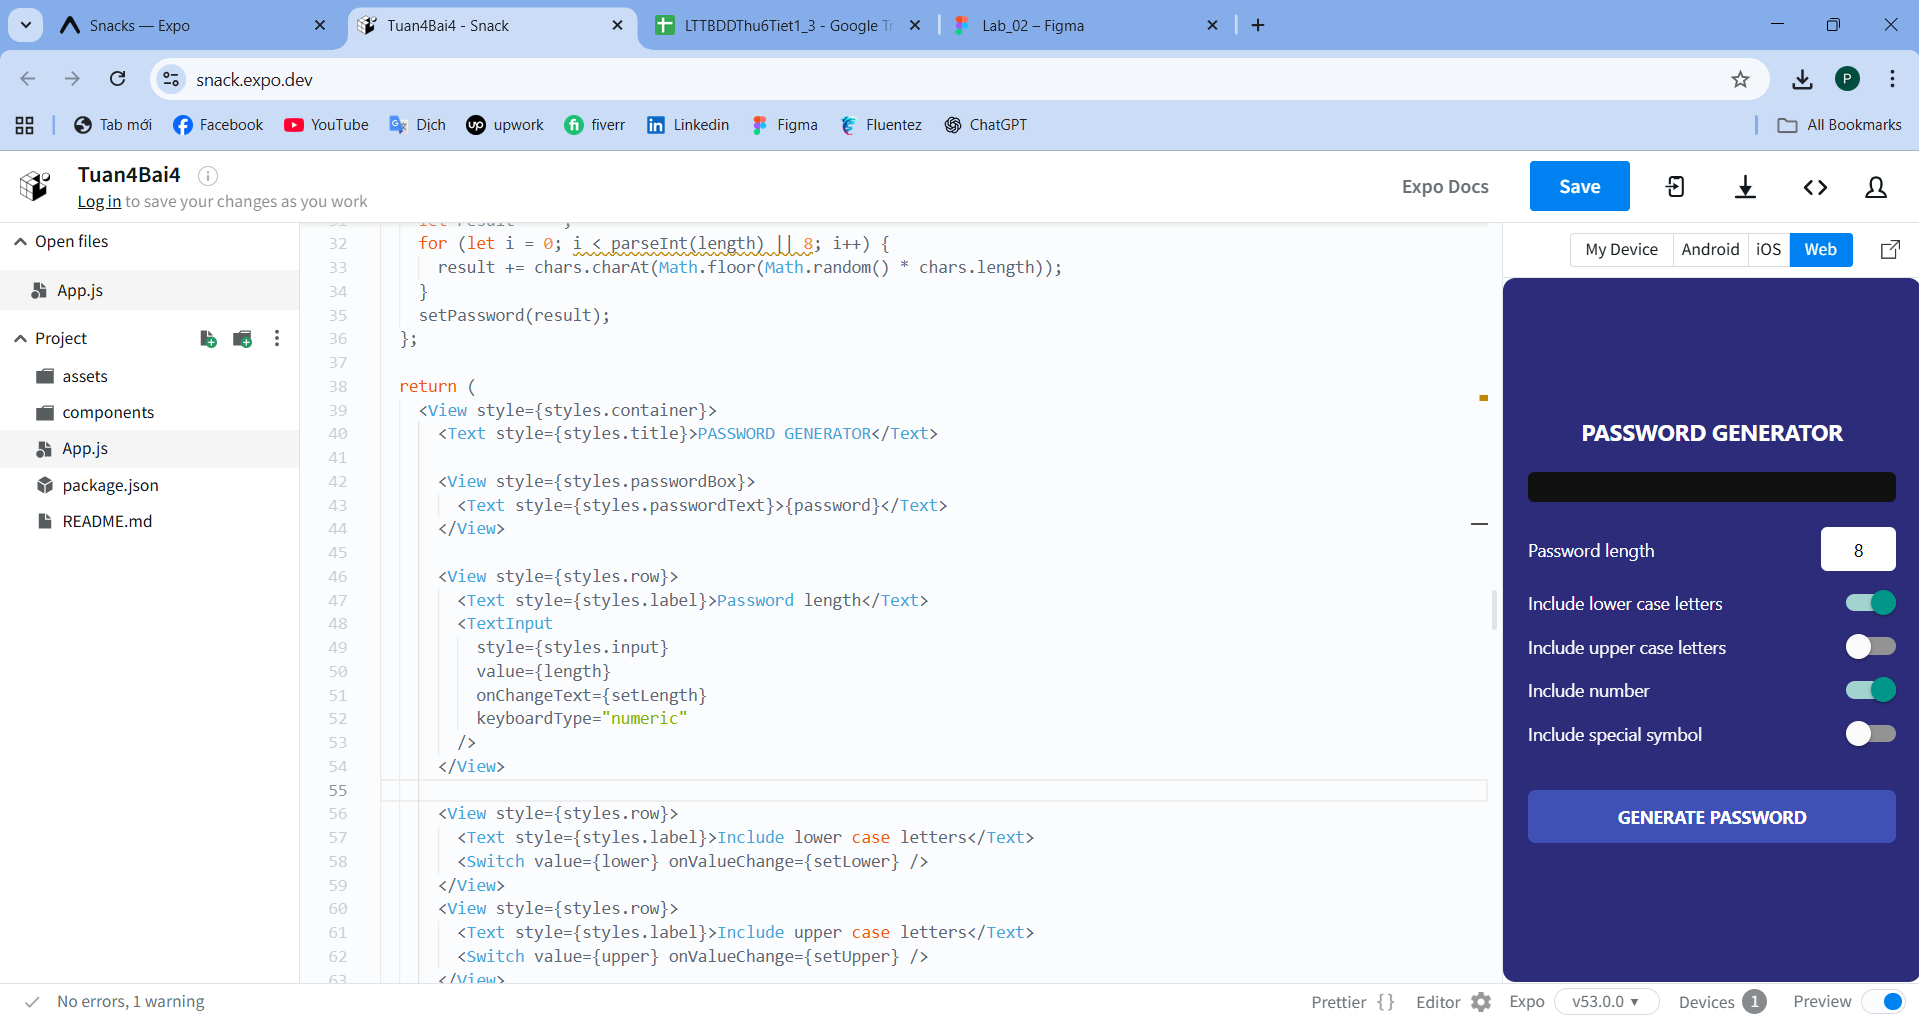 Snacks — Expo
Tuan4Bai4 - Snack
LTTBDDThu6Tiet1_3 - Google Tr
Lab_02 – Figma
snack.expo.dev
P
Tab mới
Facebook
YouTube
Dịch
upwork
fiverr
Linkedin
Figma
Fluentez
ChatGPT
All Bookmarks
Tuan4Bai4
Log in to save your changes as you work
Expo Docs
Save
Open files
App.js
Project
assets
components
App.js
package.json
README.md
32 for (let i = 0; i < parseInt(length) || 8; i++) {
33 result += chars.charAt(Math.floor(Math.random() * chars.length));
34 }
35 setPassword(result);
36 };
37
38 return (
39 <View style={styles.container}>
40 <Text style={styles.title}>PASSWORD GENERATOR</Text>
41
42 <View style={styles.passwordBox}>
43 <Text style={styles.passwordText}>{password}</Text>
44 </View>
45
46 <View style={styles.row}>
47 <Text style={styles.label}>Password length</Text>
48 <TextInput
49 style={styles.input}
50 value={length}
51 onChangeText={setLength}
52 keyboardType="numeric"
53 />
54 </View>
55
56 <View style={styles.row}>
57 <Text style={styles.label}>Include lower case letters</Text>
58 <Switch value={lower} onValueChange={setLower} />
59 </View>
60 <View style={styles.row}>
61 <Text style={styles.label}>Include upper case letters</Text>
62 <Switch value={upper} onValueChange={setUpper} />
63 </View>
My Device
Android
iOS
Web
PASSWORD GENERATOR
Password length
8
Include lower case letters
Include upper case letters
Include number
Include special symbol
GENERATE PASSWORD
No errors, 1 warning
Prettier {}
Editor
Expo
v53.0.0
Devices 1
Preview